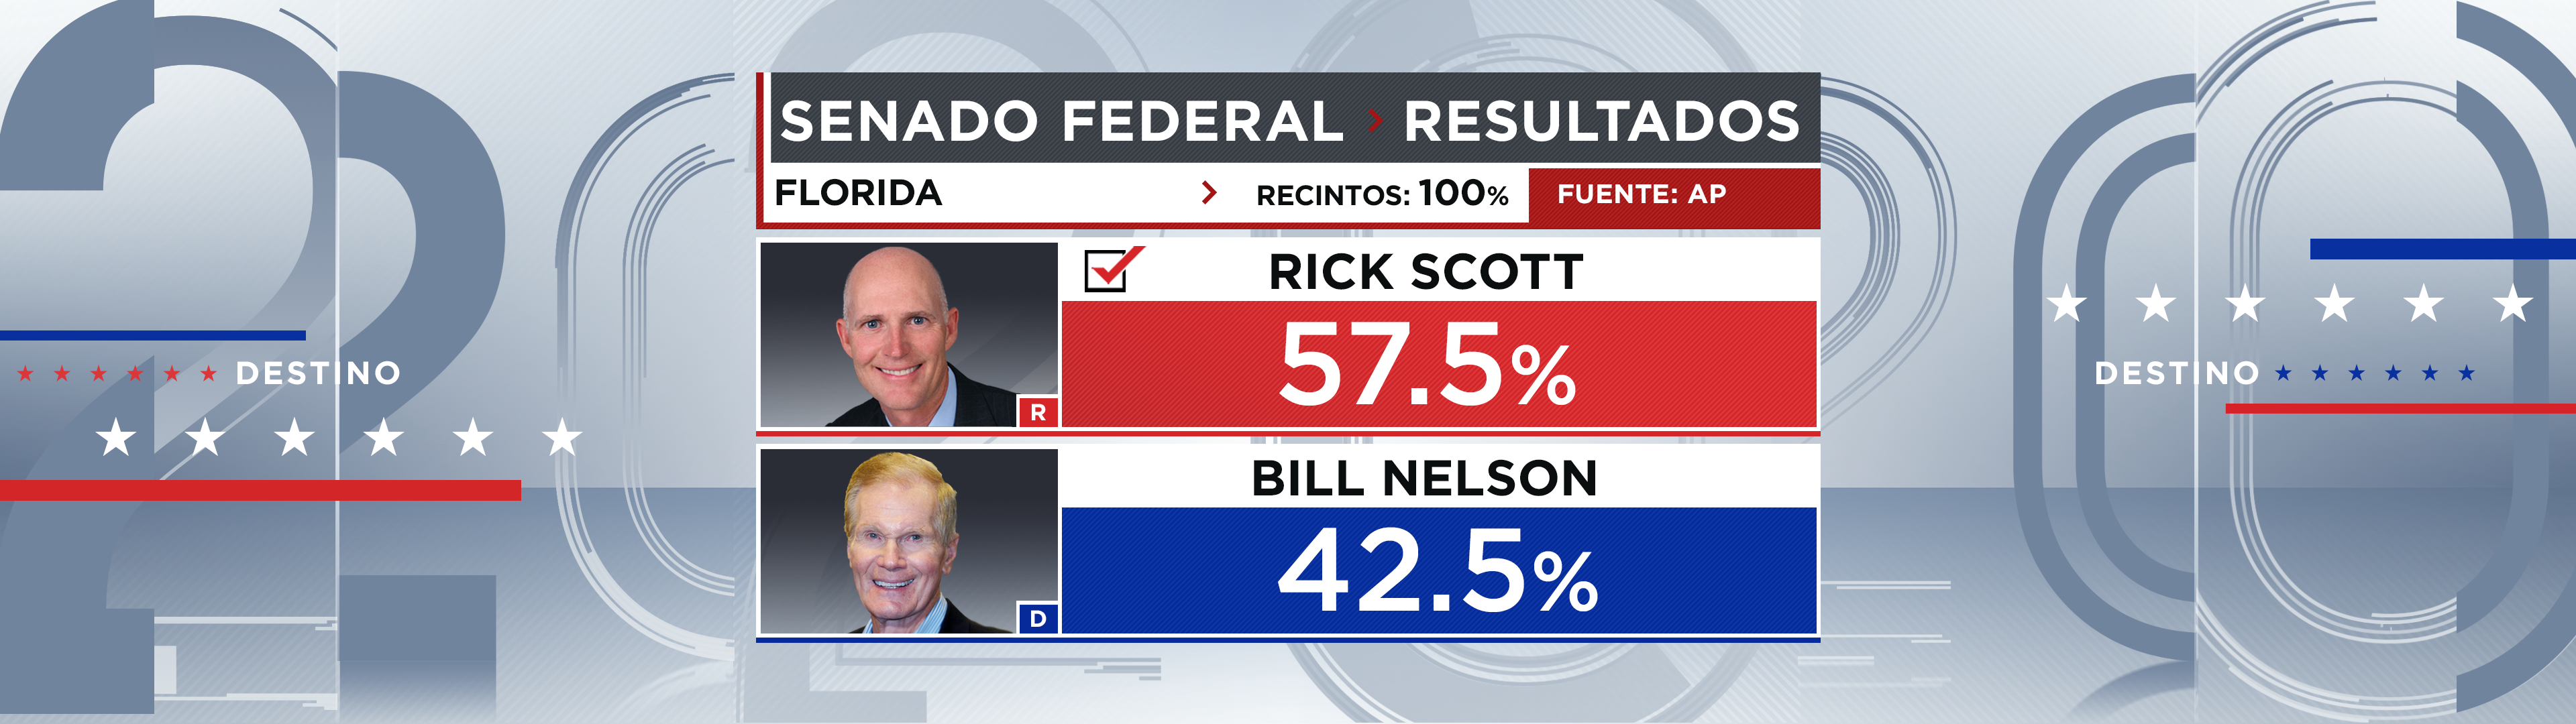 SENADO FEDERAL > RESULTADOS
FLORIDA > RECINTOS: 100% FUENTE: AP
RICK SCOTT
57.5%
R
BILL NELSON
42.5%
D
DESTINO
DESTINO